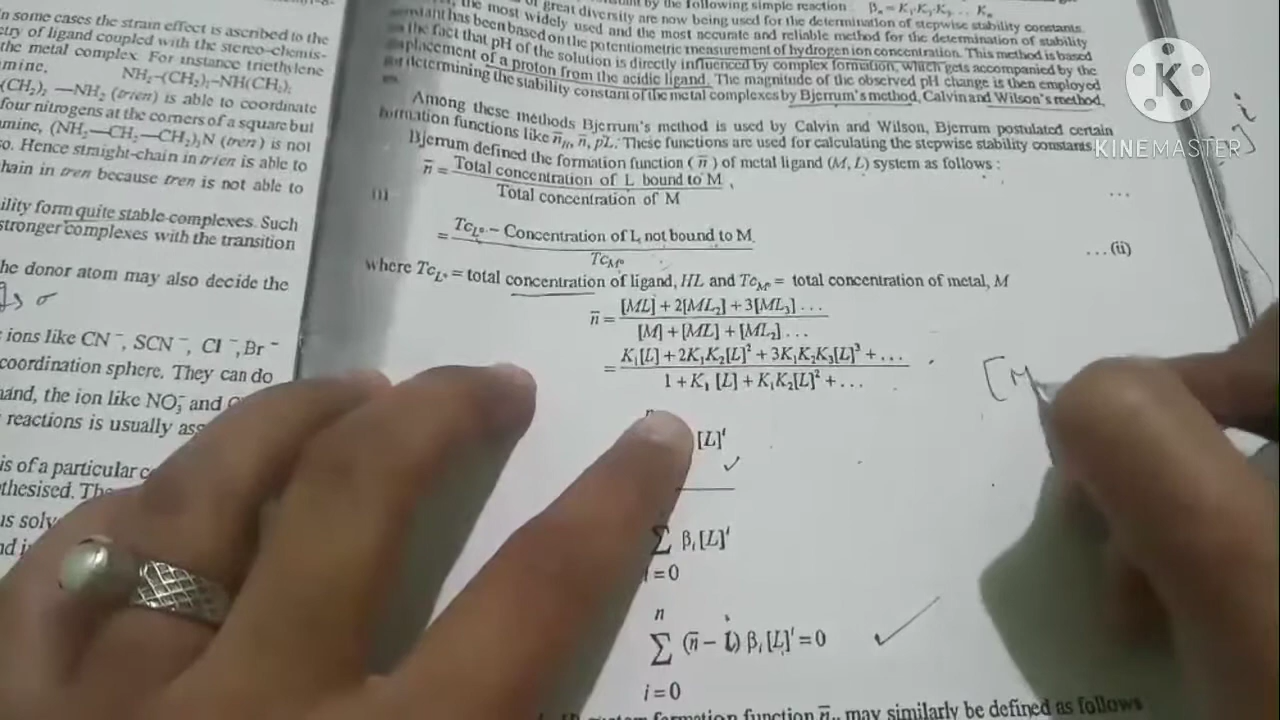 in some cases the strain effect is ascribed to the
ctry of ligand coupled with the stereo-chemis-
the metal complex. For instance triethylene
mine, NH₂–(CH₂)₂–NH(CH₂)₂
(CH₂)₂ —NH₂ (trien) is able to coordinate
four nitrogens at the corners of a square but
mine, (NH₂—CH₂—CH₂)₃N (tren) is not
so. Hence straight-chain in trien is able to
hain in tren because tren is not able to
ility form quite stable complexes. Such
stronger complexes with the transition
he donor atom may also decide the
ions like CN⁻, SCN⁻, Cl⁻, Br⁻
coordination sphere. They can do
hand, the ion like NO₃⁻ and
reactions is usually ass
is of a particular c
thesised. The
us solv
nd i
by the following simple reaction βₙ = K₁·K₂·K₃ ... Kₙ
of great diversity are now being used for the determination of stepwise stability constants.
the most widely used and the most accurate and reliable method for the determination of stability
constant has been based on the potentiometric measurement of hydrogen ion concentration. This method is based
on the fact that pH of the solution is directly influenced by complex formation, which gets accompanied by the
displacement of a proton from the acidic ligand. The magnitude of the observed pH change is then employed
for determining the stability constant of the metal complexes by Bjerrum's method, Calvin and Wilson's method,
Among these methods Bjerrum's method is used by Calvin and Wilson, Bjerrum postulated certain
formation functions like n̄H, n̄, pL. These functions are used for calculating the stepwise stability constants
Bjerrum defined the formation function (n̄) of metal ligand (M, L) system as follows :
n̄ = Total concentration of L bound to M
Total concentration of M
(i) ...
= Tc_L° – Concentration of L not bound to M
Tc_M° ...(ii)
where Tc_L° = total concentration of ligand, HL and Tc_M° = total concentration of metal, M
n̄ = [ML] + 2[ML₂] + 3[ML₃] ...
[M] + [ML] + [ML₂] ...
= K₁[L] + 2K₁K₂[L]² + 3K₁K₂K₃[L]³ + ...
1 + K₁ [L] + K₁K₂[L]² + ...
[M
n
[L]ⁱ
∑ βᵢ[L]ⁱ
i = 0
n
∑ (n̄ – i) βᵢ[L]ⁱ = 0
i = 0
system formation function n̄H may similarly be defined as follows
K
KINEMASTER